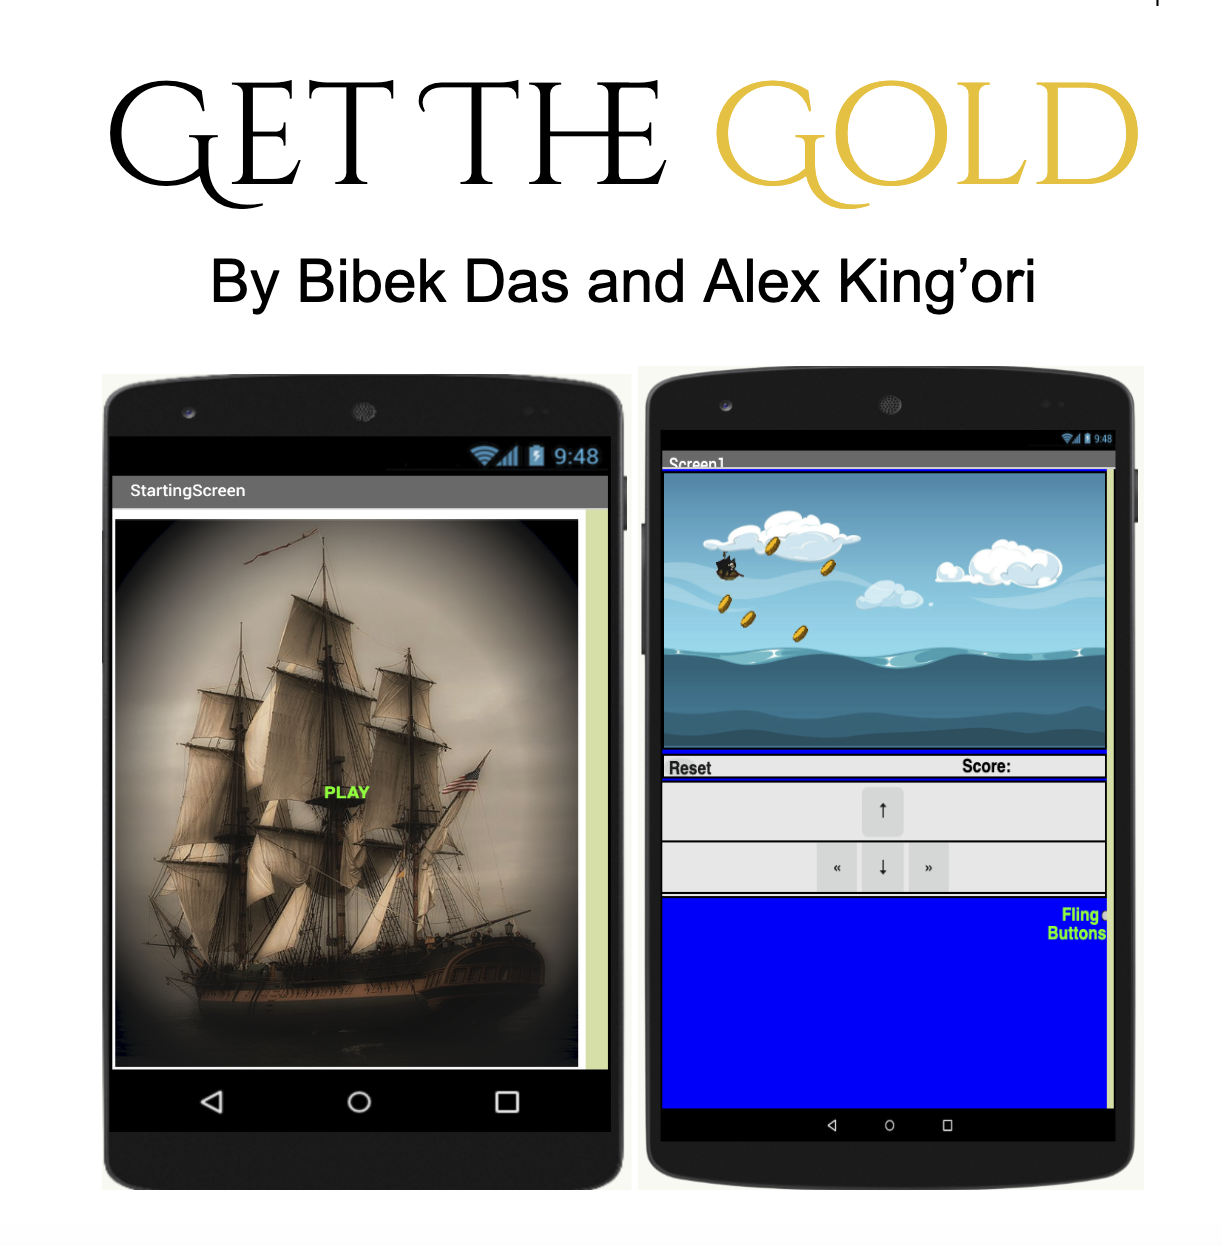 GET THE GOLD
By Bibek Das and Alex King’ori
9:48
StartingScreen
PLAY
9:48
Screen1
Reset Score:
↑
« ↓ »
Fling
Buttons